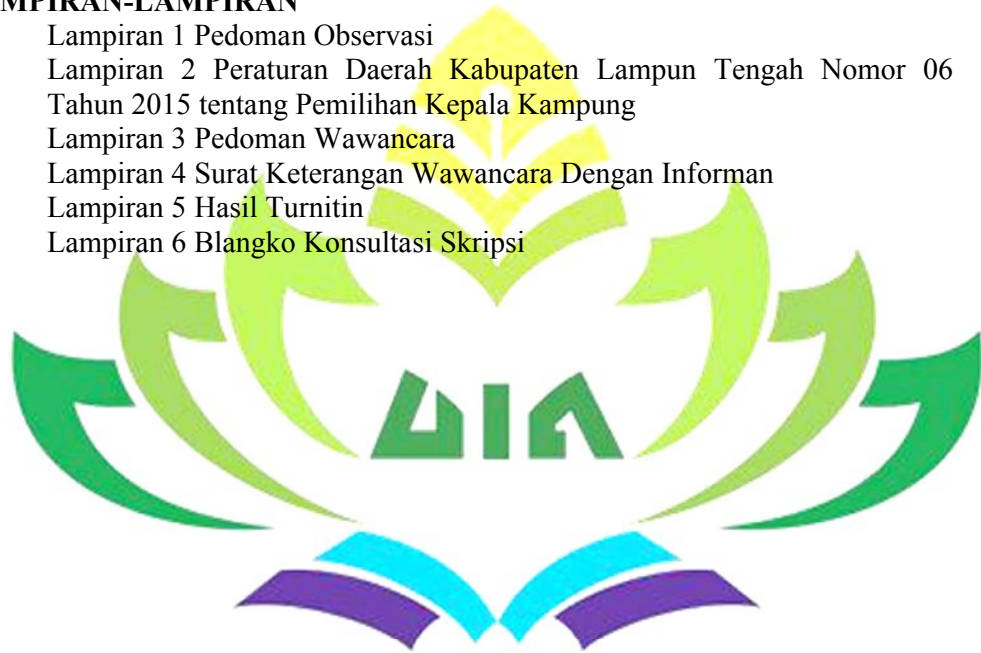 MPIRAN-LAMPIRAN
Lampiran 1 Pedoman Observasi
Lampiran 2 Peraturan Daerah Kabupaten Lampun Tengah Nomor 06
Tahun 2015 tentang Pemilihan Kepala Kampung
Lampiran 3 Pedoman Wawancara
Lampiran 4 Surat Keterangan Wawancara Dengan Informan
Lampiran 5 Hasil Turnitin
Lampiran 6 Blangko Konsultasi Skripsi
UIN